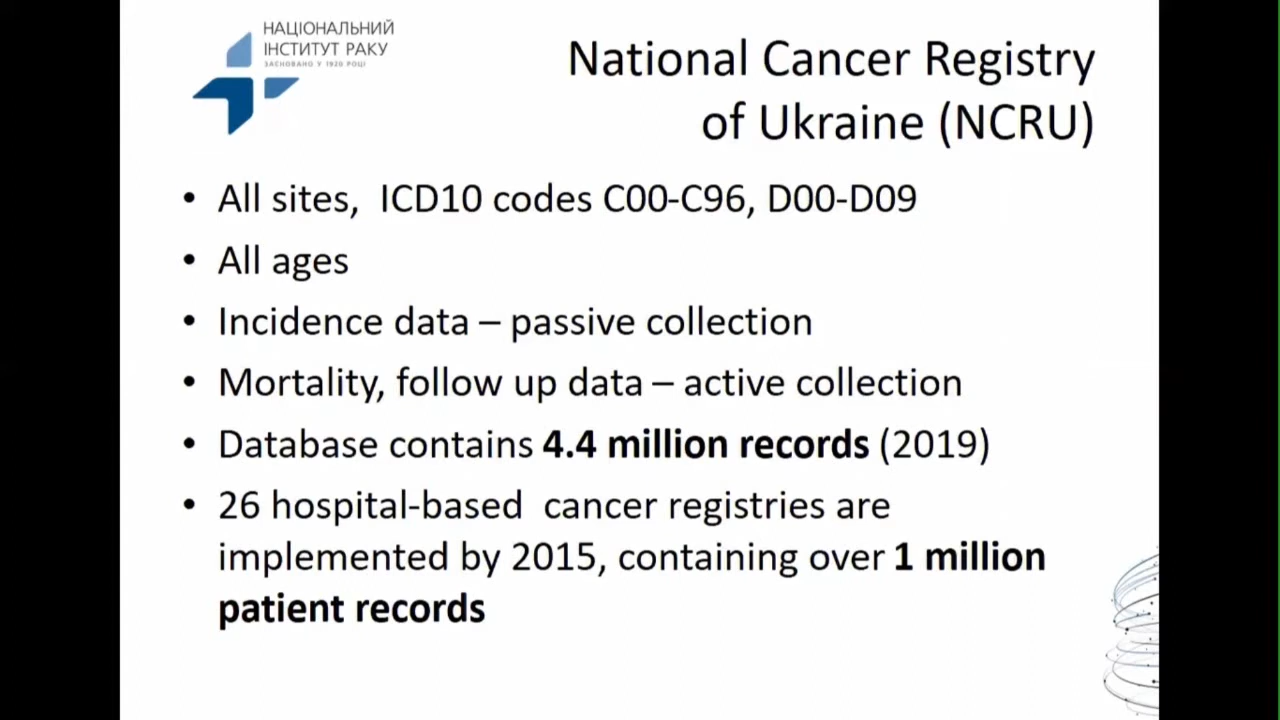 НАЦІОНАЛЬНИЙ
ІНСТИТУТ РАКУ
ЗАСНОВАНО У 1920 РОЦІ
National Cancer Registry
of Ukraine (NCRU)
• All sites, ICD10 codes C00-C96, D00-D09
• All ages
• Incidence data – passive collection
• Mortality, follow up data – active collection
• Database contains 4.4 million records (2019)
• 26 hospital-based cancer registries are
implemented by 2015, containing over 1 million
patient records